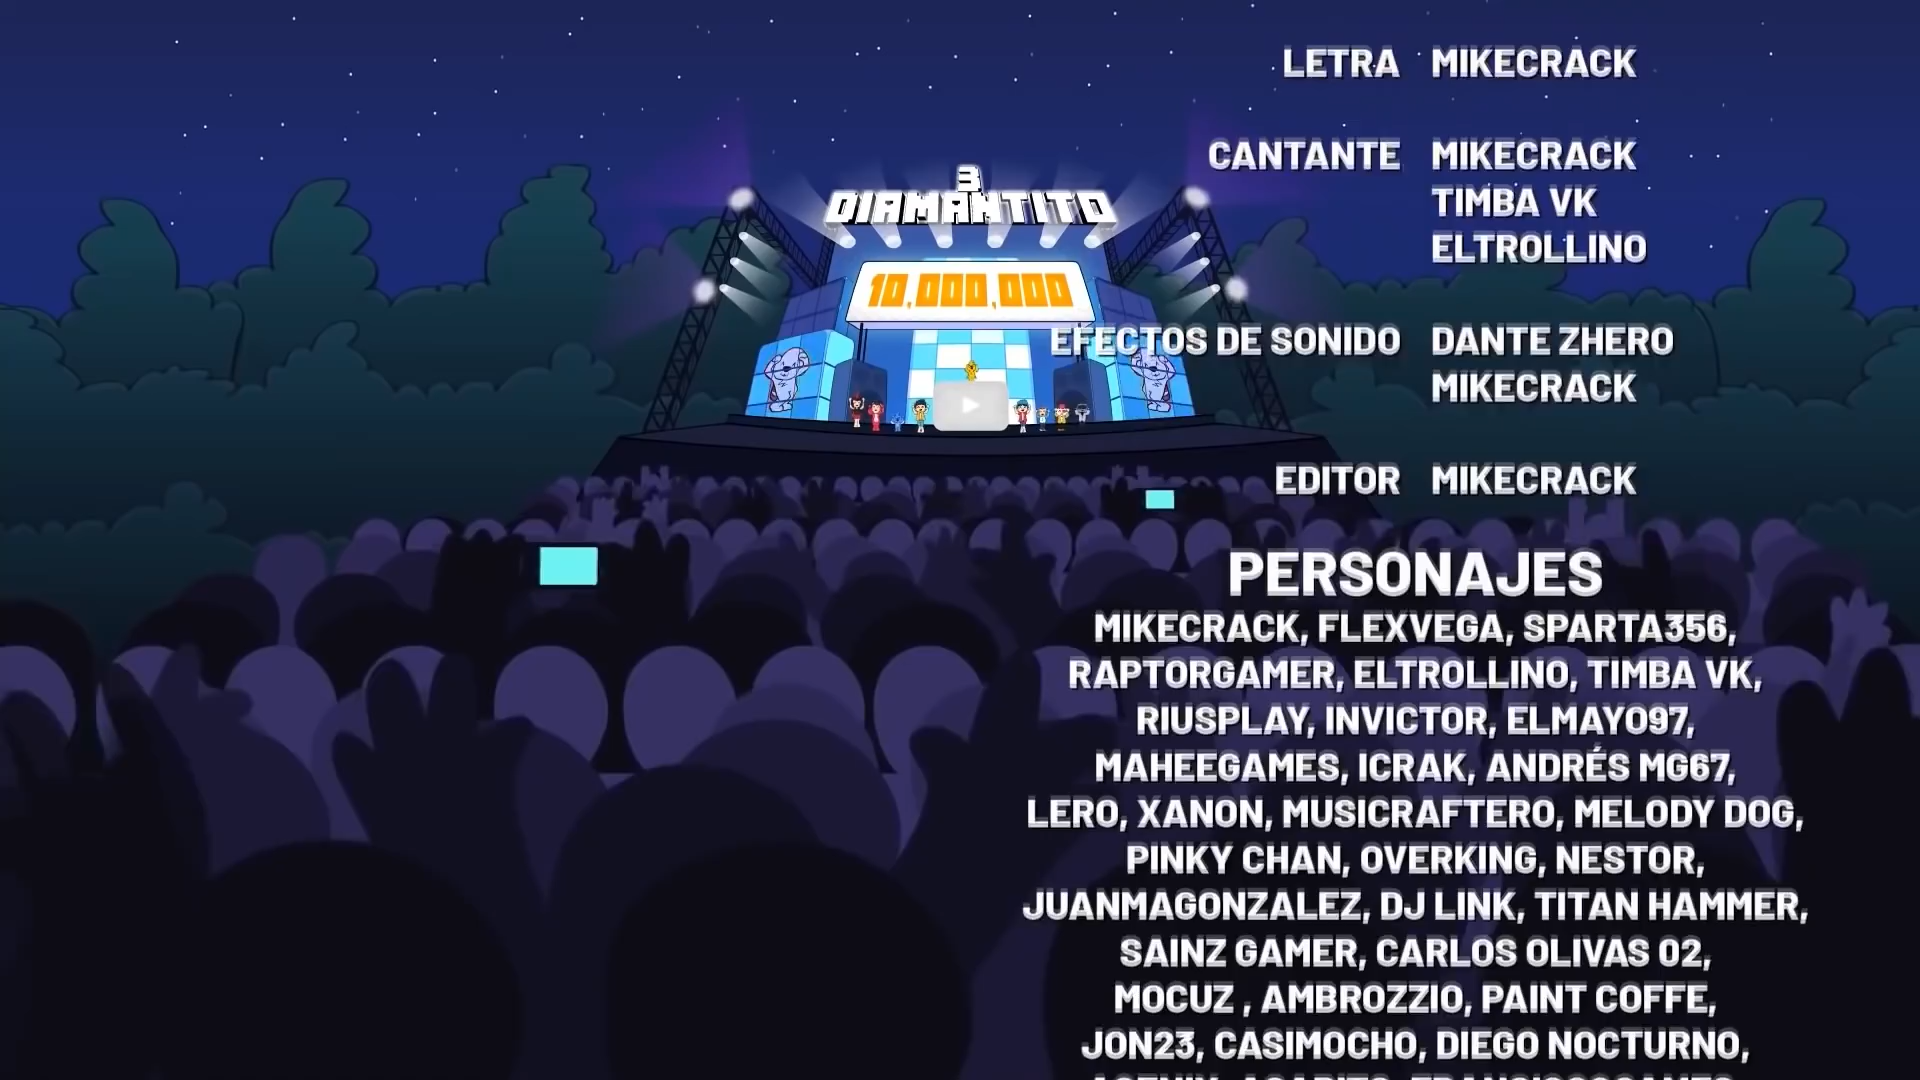 3
DIAMANTITO
10,000,000
LETRA MIKECRACK
CANTANTE MIKECRACK
TIMBA VK
ELTROLLINO
EFECTOS DE SONIDO DANTE ZHERO
MIKECRACK
EDITOR MIKECRACK
PERSONAJES
MIKECRACK, FLEXVEGA, SPARTA356,
RAPTORGAMER, ELTROLLINO, TIMBA VK,
RIUSPLAY, INVICTOR, ELMAYO97,
MAHEEGAMES, ICRAK, ANDRÉS MG67,
LERO, XANON, MUSICRAFTERO, MELODY DOG,
PINKY CHAN, OVERKING, NESTOR,
JUANMAGONZALEZ, DJ LINK, TITAN HAMMER,
SAINZ GAMER, CARLOS OLIVAS 02,
MOCUZ , AMBROZZIO, PAINT COFFE,
JON23, CASIMOCHO, DIEGO NOCTURNO,